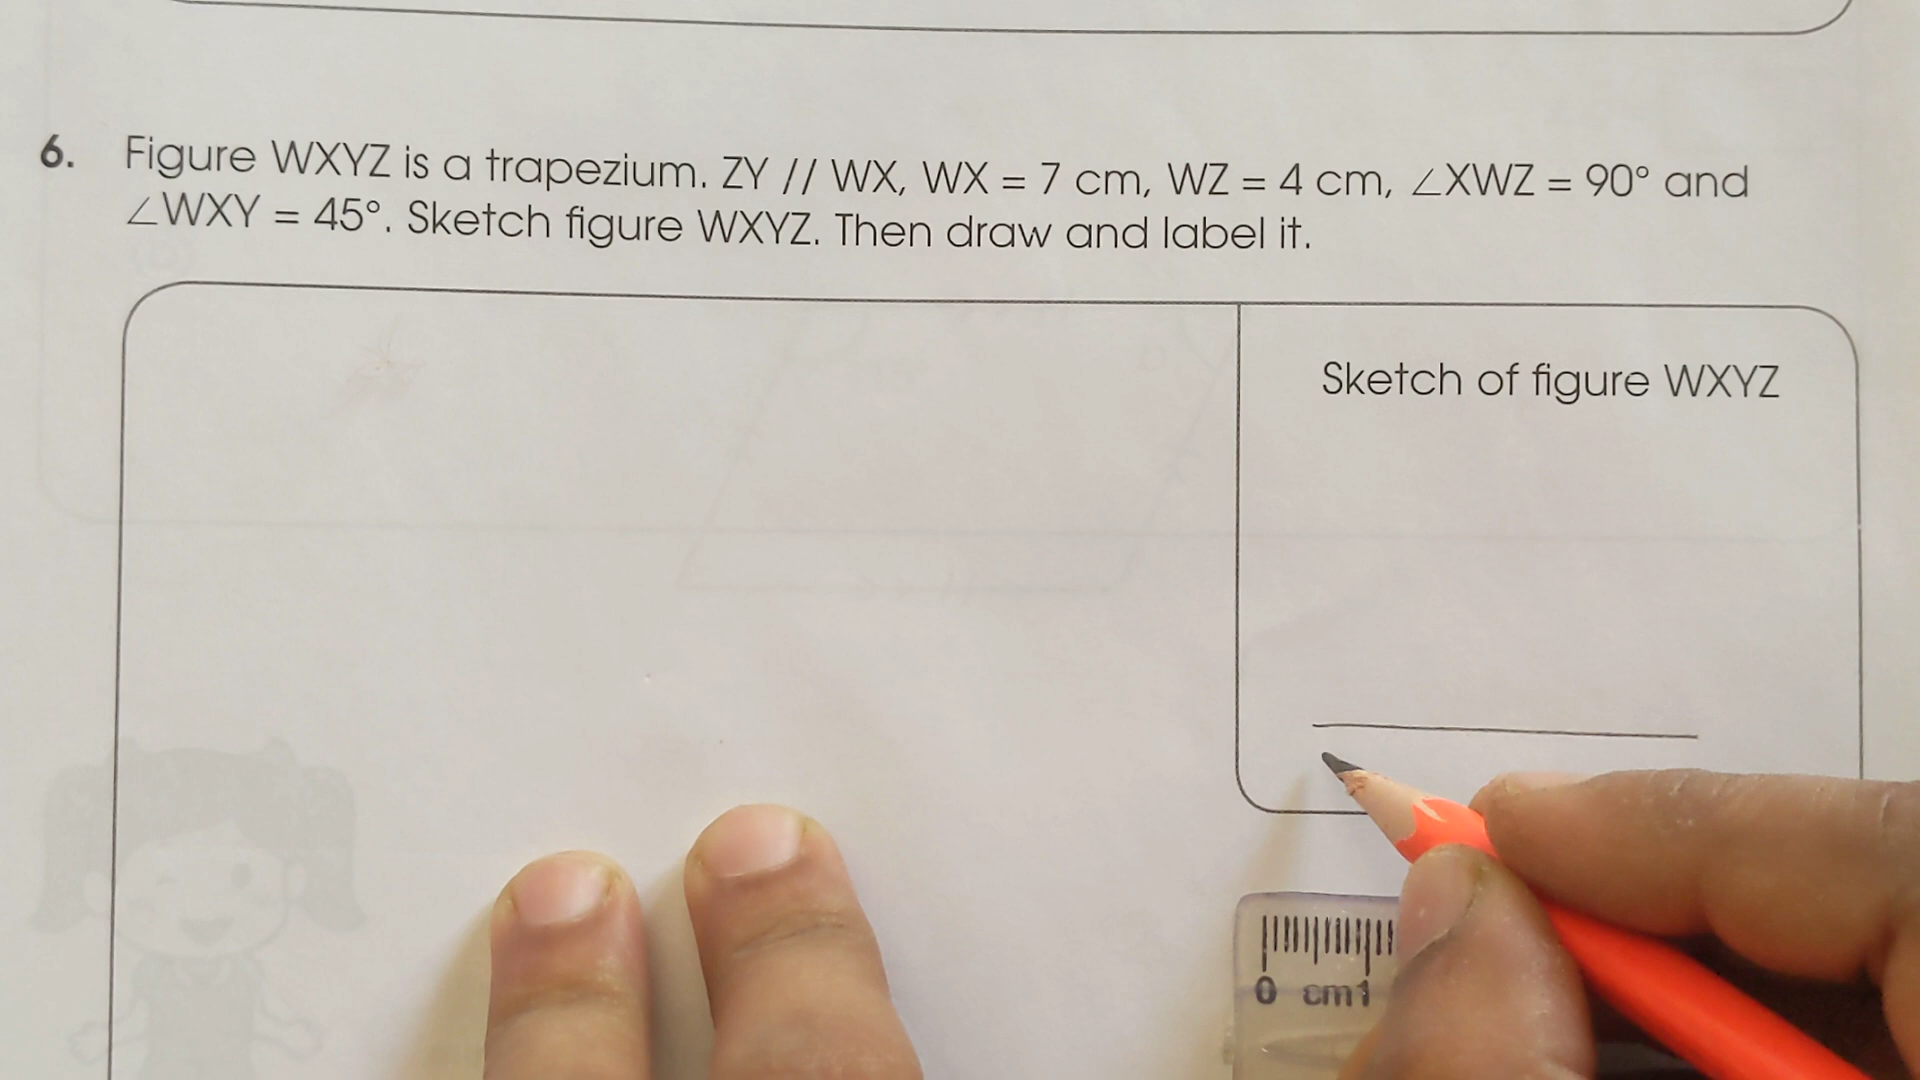 6. Figure WXYZ is a trapezium. ZY // WX, WX = 7 cm, WZ = 4 cm, ∠XWZ = 90° and
∠WXY = 45°. Sketch figure WXYZ. Then draw and label it.
Sketch of figure WXYZ
0 cm 1